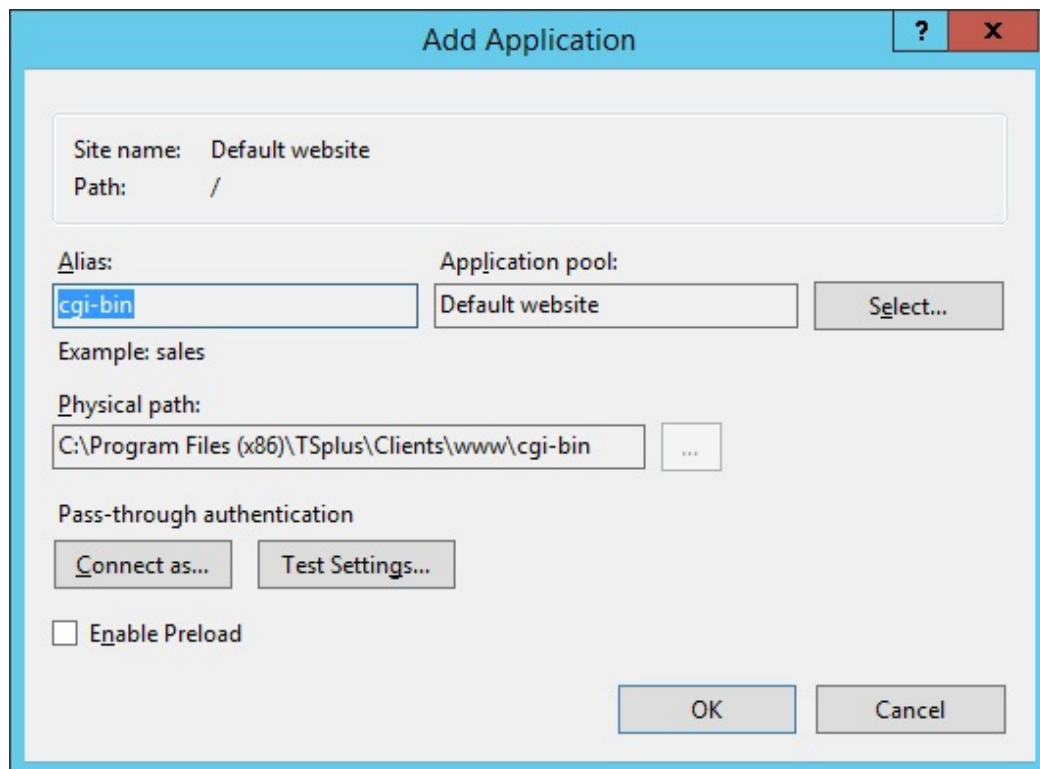 Add Application
?
x
Site name: Default website
Path: /
Alias:
Application pool:
cgi-bin
Default website
Select...
Example: sales
Physical path:
C:\Program Files (x86)\TSplus\Clients\www\cgi-bin
...
Pass-through authentication
Connect as...
Test Settings...
Enable Preload
OK
Cancel